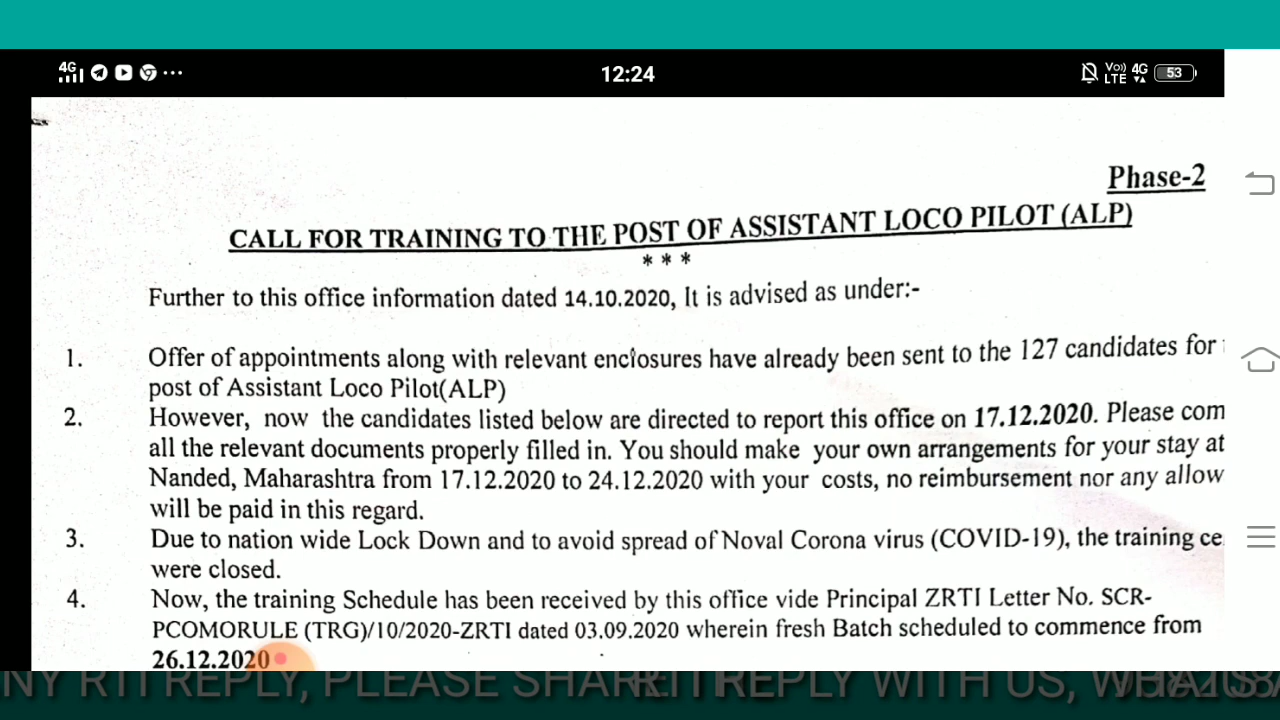 4G
12:24
Vo)) 4G
LTE
53
Phase-2
CALL FOR TRAINING TO THE POST OF ASSISTANT LOCO PILOT (ALP)
* * *
Further to this office information dated 14.10.2020, It is advised as under:-
1. Offer of appointments along with relevant enclosures have already been sent to the 127 candidates for
post of Assistant Loco Pilot(ALP)
2. However, now the candidates listed below are directed to report this office on 17.12.2020. Please com
all the relevant documents properly filled in. You should make your own arrangements for your stay at
Nanded, Maharashtra from 17.12.2020 to 24.12.2020 with your costs, no reimbursement nor any allow
will be paid in this regard.
3. Due to nation wide Lock Down and to avoid spread of Noval Corona virus (COVID-19), the training ce
were closed.
4. Now, the training Schedule has been received by this office vide Principal ZRTI Letter No. SCR-
PCOMORULE (TRG)/10/2020-ZRTI dated 03.09.2020 wherein fresh Batch scheduled to commence from
26.12.2020
NY RTI REPLY, PLEASE SHARE REPLY WITH US,